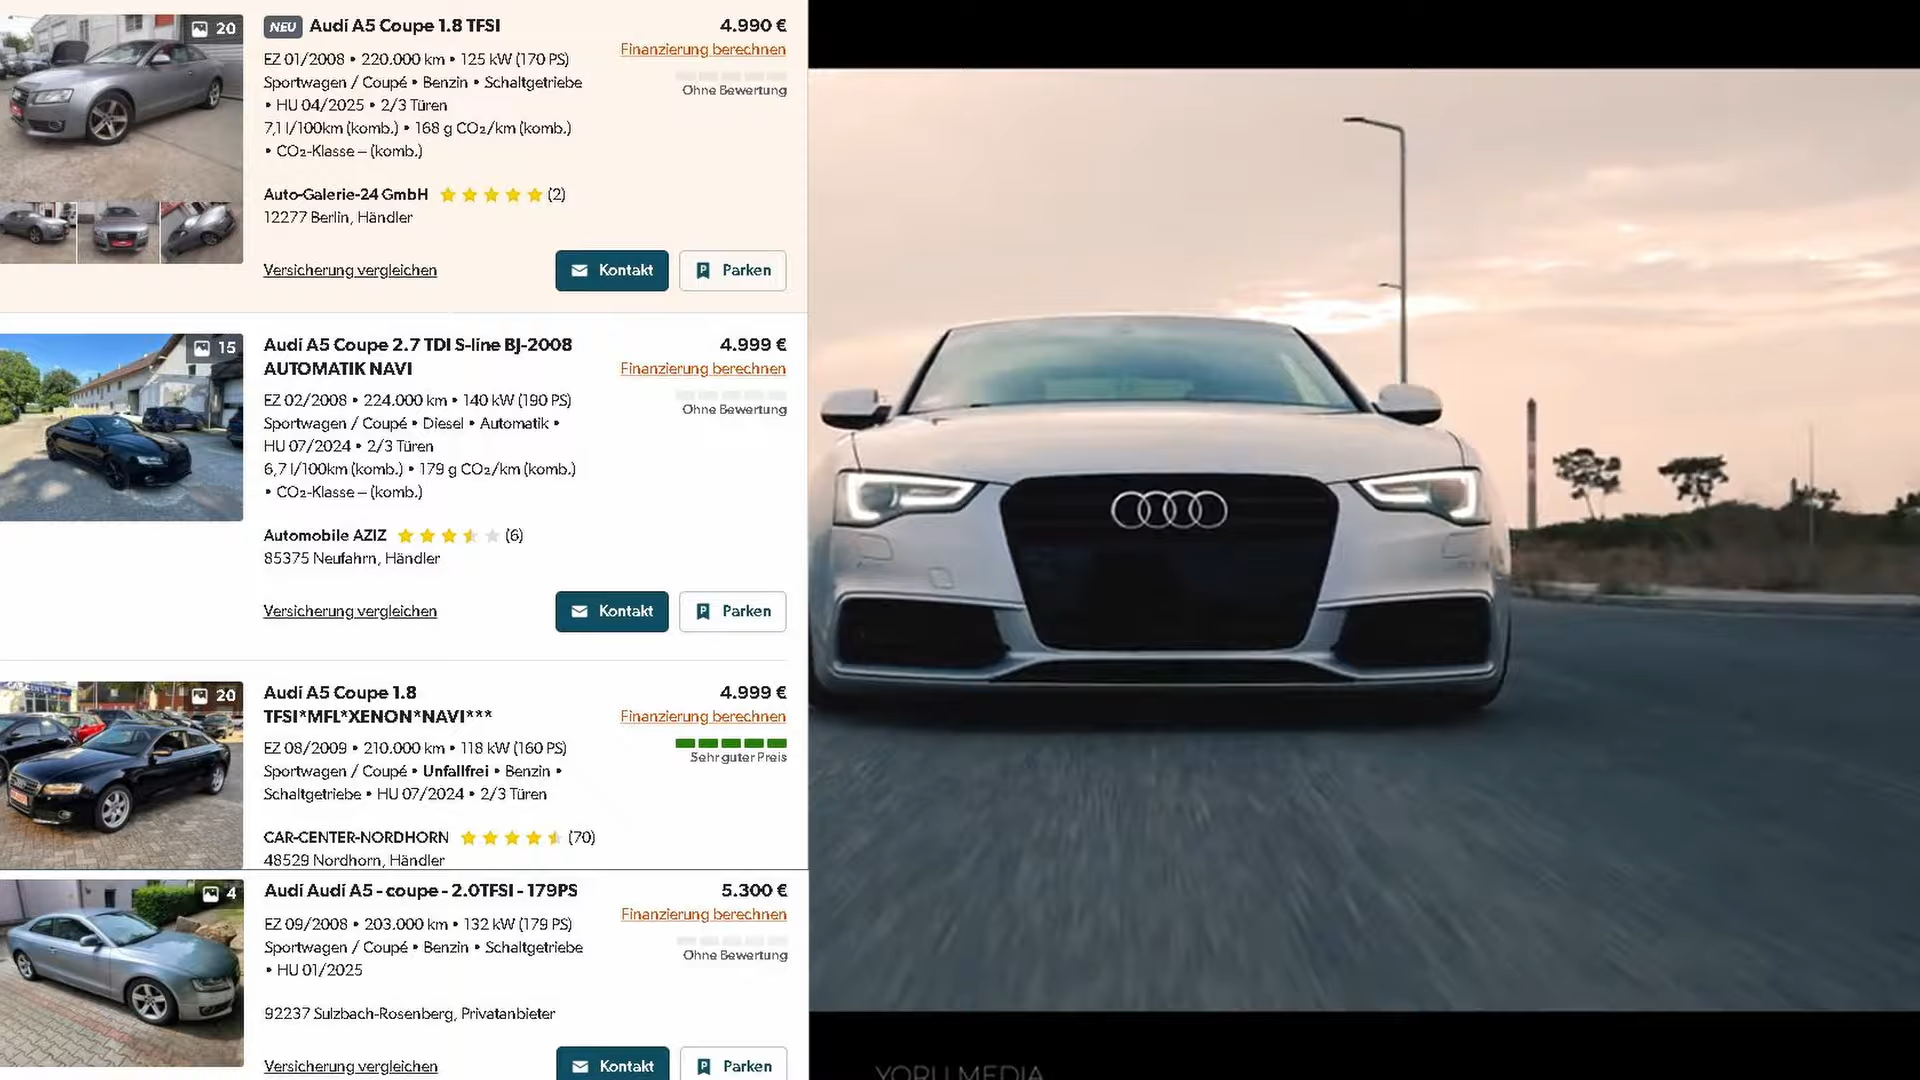 20
NEU Audi A5 Coupe 1.8 TFSI
4.990 €
Finanzierung berechnen
EZ 01/2008 • 220.000 km • 125 kW (170 PS)
Sportwagen / Coupé • Benzin • Schaltgetriebe
• HU 04/2025 • 2/3 Türen
7,1 l/100km (komb.) • 168 g CO₂/km (komb.)
• CO₂-Klasse – (komb.)
Ohne Bewertung
Auto-Galerie-24 GmbH (2)
12277 Berlin, Händler
Versicherung vergleichen
Kontakt
Parken
15
Audi A5 Coupe 2.7 TDI S-line BJ-2008
AUTOMATIK NAVI
4.999 €
Finanzierung berechnen
EZ 02/2008 • 224.000 km • 140 kW (190 PS)
Sportwagen / Coupé • Diesel • Automatik •
HU 07/2024 • 2/3 Türen
6,7 l/100km (komb.) • 179 g CO₂/km (komb.)
• CO₂-Klasse – (komb.)
Ohne Bewertung
Automobile AZIZ (6)
85375 Neufahrn, Händler
Versicherung vergleichen
Kontakt
Parken
20
Audi A5 Coupe 1.8
TFSI*MFL*XENON*NAVI***
4.999 €
Finanzierung berechnen
EZ 08/2009 • 210.000 km • 118 kW (160 PS)
Sportwagen / Coupé • Unfallfrei • Benzin •
Schaltgetriebe • HU 07/2024 • 2/3 Türen
Sehr guter Preis
CAR-CENTER-NORDHORN (70)
48529 Nordhorn, Händler
4
Audi Audi A5 - coupe - 2.0TFSI - 179PS
5.300 €
Finanzierung berechnen
EZ 09/2008 • 203.000 km • 132 kW (179 PS)
Sportwagen / Coupé • Benzin • Schaltgetriebe
• HU 01/2025
Ohne Bewertung
92237 Sulzbach-Rosenberg, Privatanbieter
Versicherung vergleichen
Kontakt
Parken
YORU MEDIA